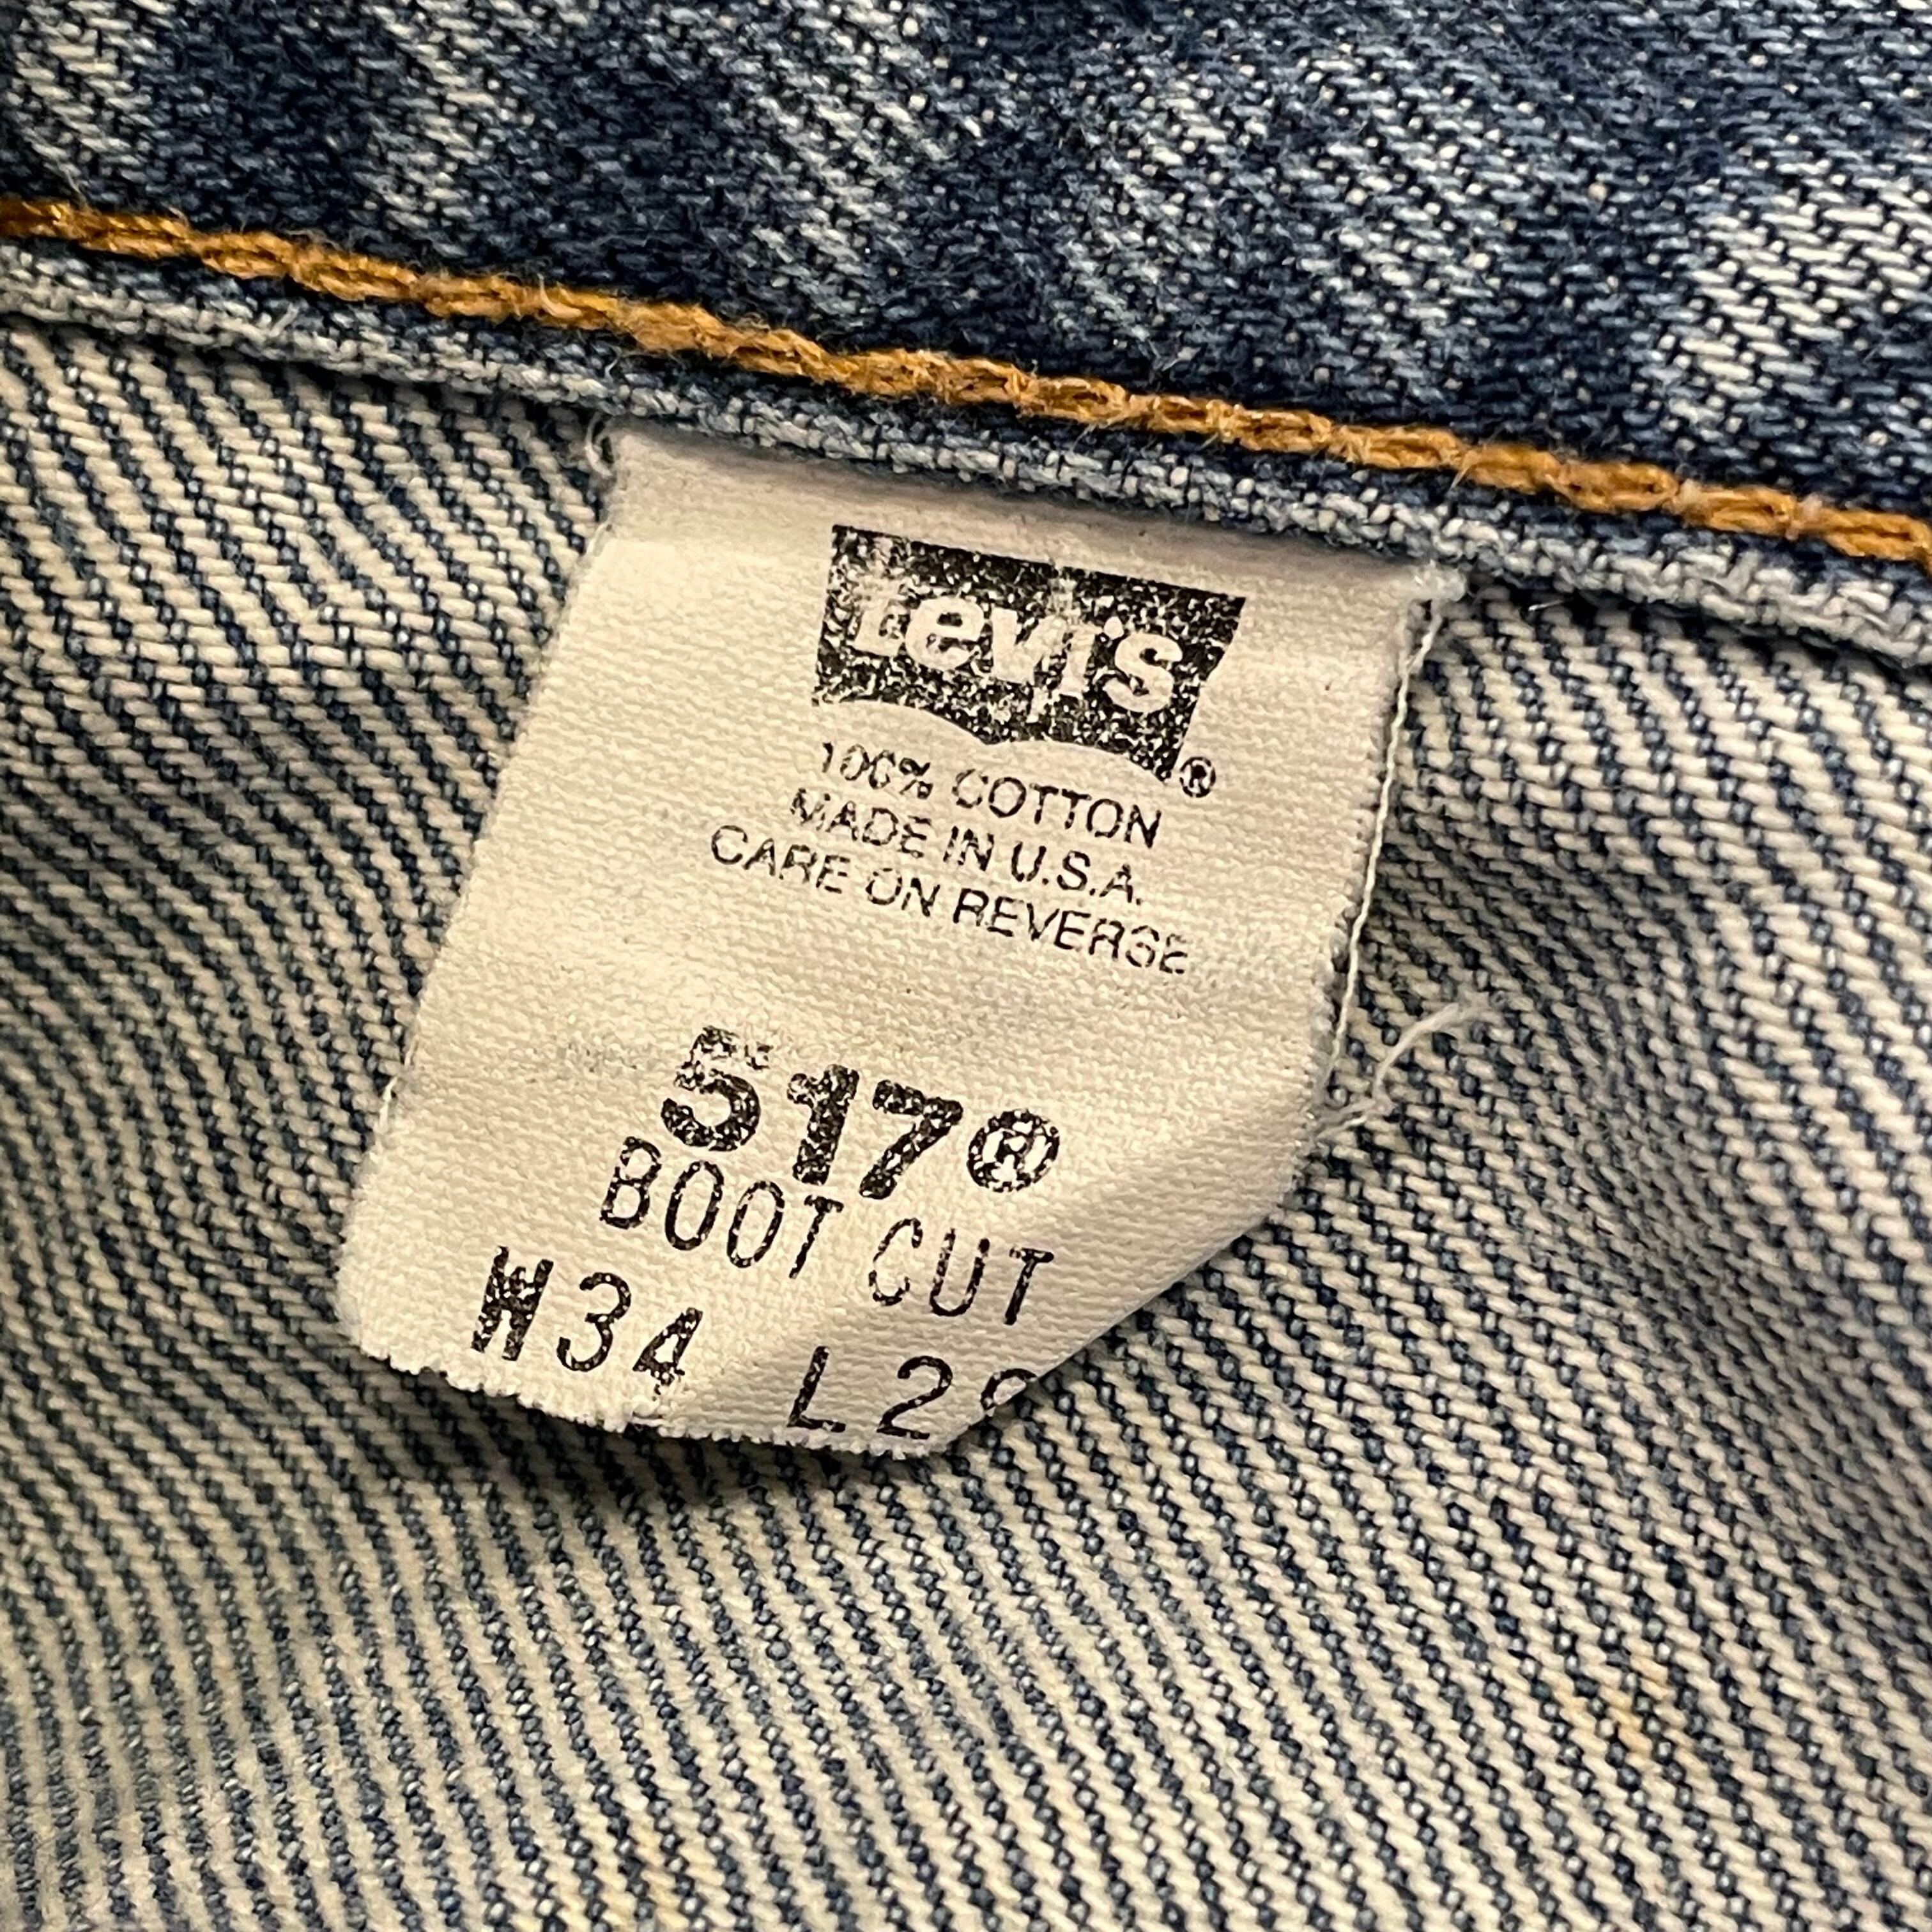 Levi's®
100% COTTON
MADE IN U.S.A.
CARE ON REVERSE
517®
BOOT CUT
W34